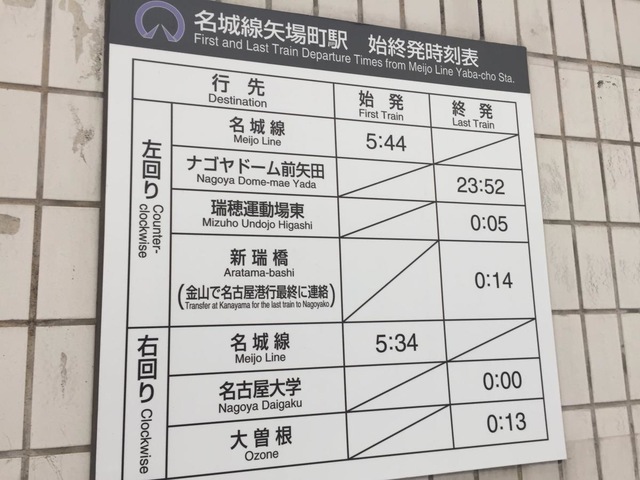 名城線矢場町駅 始終発時刻表
First and Last Train Departure Times from Meijo Line Yaba-cho Sta.
行先 始発 終発
Destination First Train Last Train
左回り Counter-clockwise
名城線 5:44
Meijo Line
ナゴヤドーム前矢田 23:52
Nagoya Dome-mae Yada
瑞穂運動場東 0:05
Mizuho Undojo Higashi
新瑞橋 0:14
Aratama-bashi
(金山で名古屋港行最終に連絡)
Transfer at Kanayama for the last train to Nagoyako
右回り Clockwise
名城線 5:34
Meijo Line
名古屋大学 0:00
Nagoya Daigaku
大曽根 0:13
Ozone